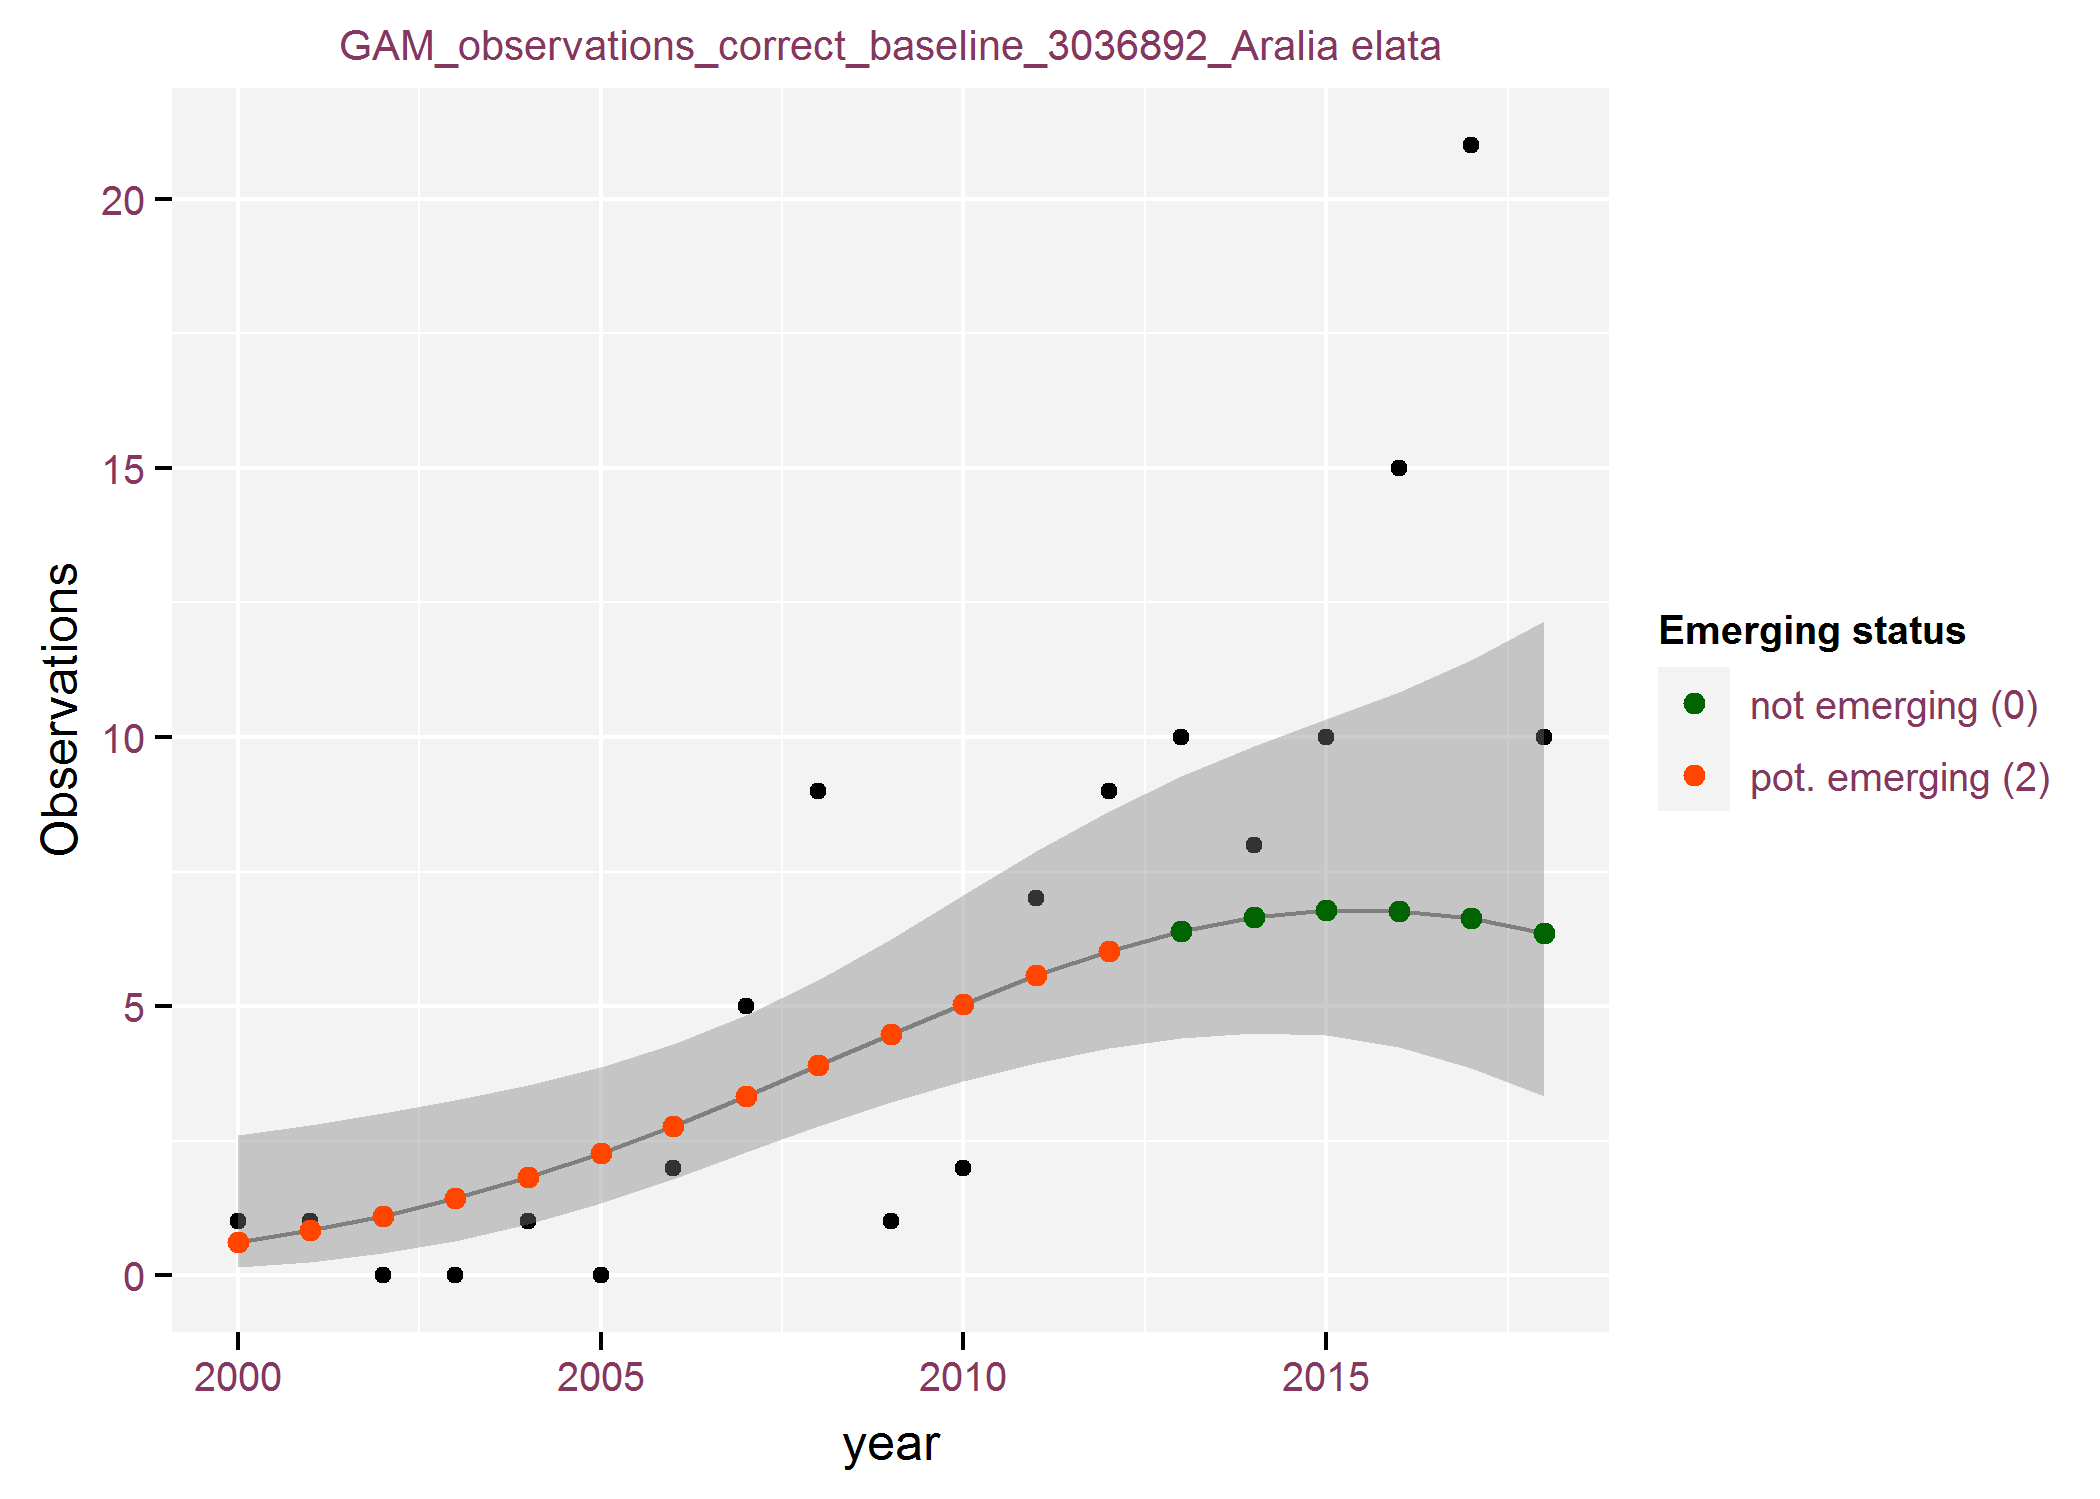 GAM_observations_correct_baseline_3036892_Aralia elata
20
15
10
5
0
Observations
2000 2005 2010 2015
year
Emerging status
not emerging (0)
pot. emerging (2)